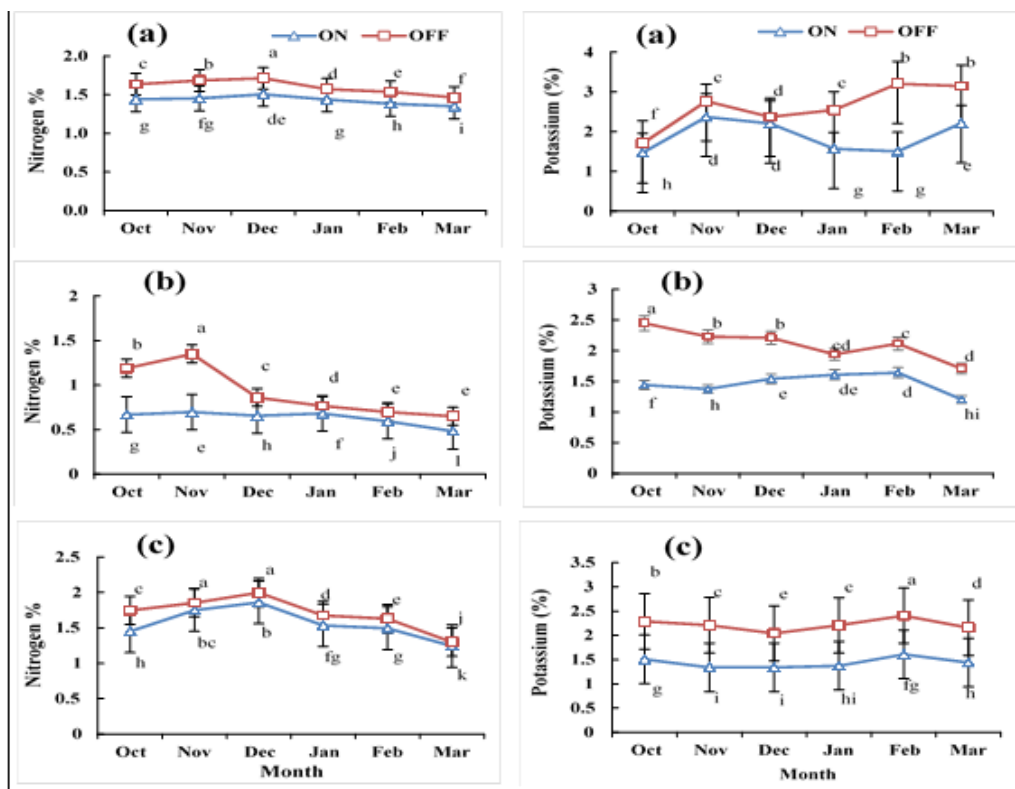 (a)
ON OFF
Nitrogen %
2.0
1.5
1.0
0.5
0.0
c b a d e f
g fg de g h i
Oct Nov Dec Jan Feb Mar
(a)
ON OFF
Potassium (%)
4
3
2
1
0
f c d c b b
h d d g g e
Oct Nov Dec Jan Feb Mar
(b)
Nitrogen %
2
1.5
1
0.5
0
b a c d e e
g e h f j l
Oct Nov Dec Jan Feb Mar
(b)
Potassium (%)
3
2.5
2
1.5
1
0.5
0
a b b cd c d
f h e de d hi
Oct Nov Dec Jan Feb Mar
(c)
Nitrogen %
2.5
2
1.5
1
0.5
0
c a a d e j
h bc b fg g k
Oct Nov Dec Jan Feb Mar
Month
(c)
Potassium (%)
3.5
3
2.5
2
1.5
1
0.5
0
b c e c a d
g i i hi fg h
Oct Nov Dec Jan Feb Mar
Month